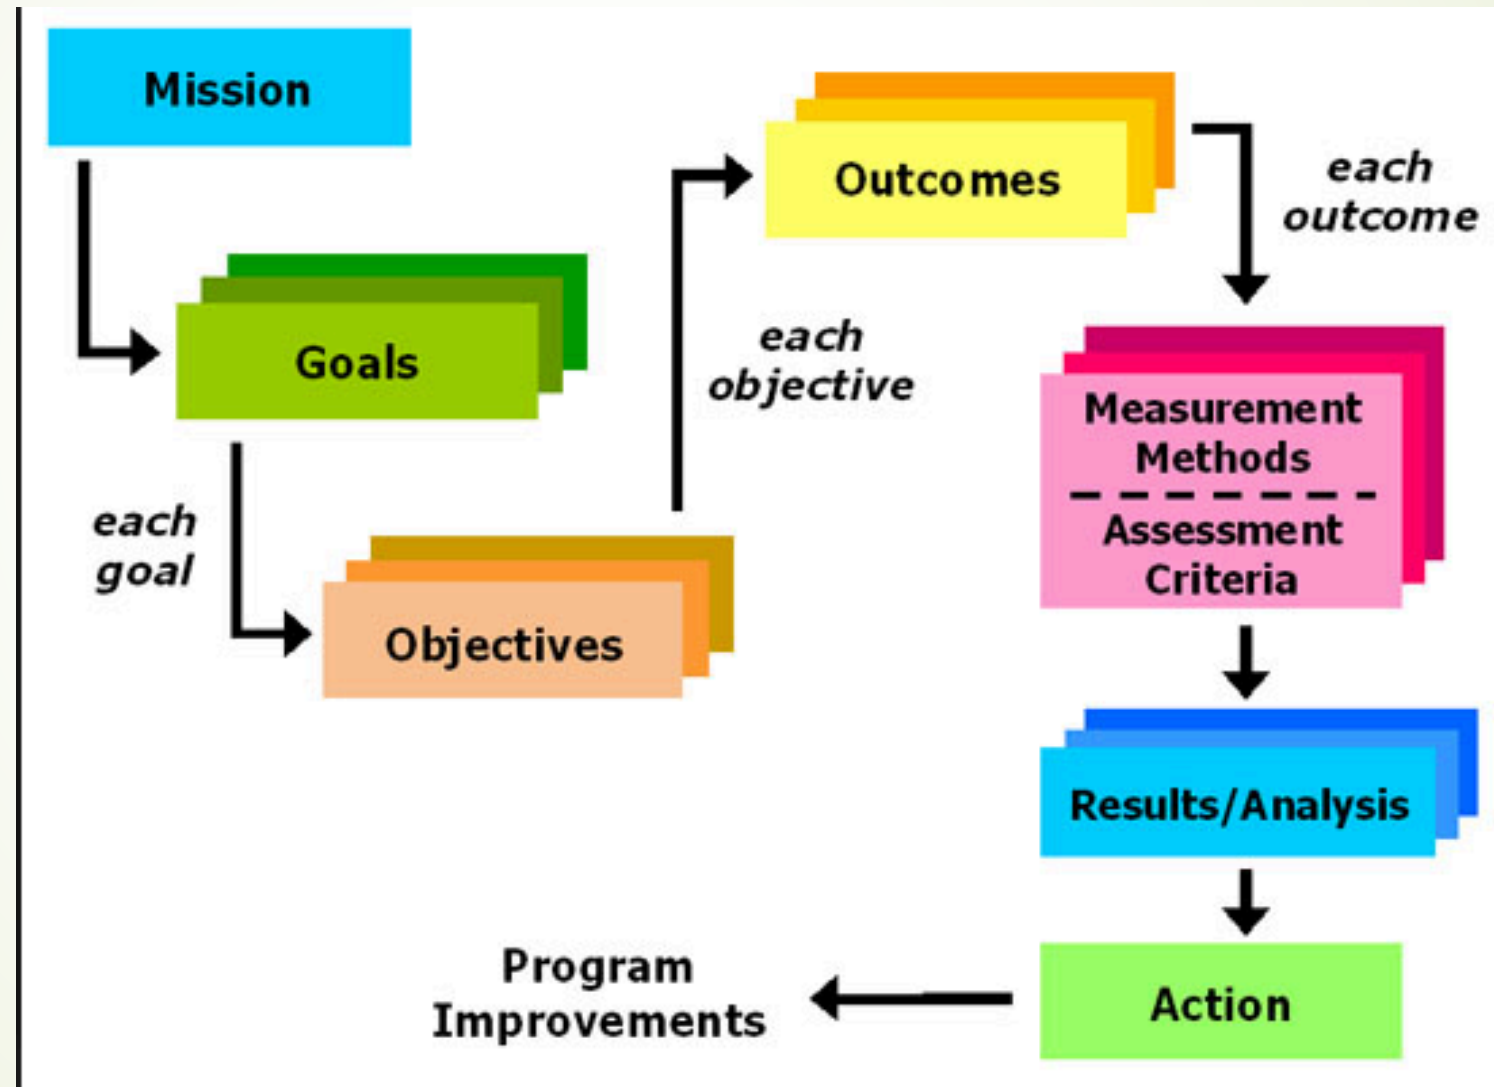 Mission
Goals
each
goal
Objectives
each
objective
Outcomes
each
outcome
Measurement
Methods
Assessment
Criteria
Results/Analysis
Action
Program
Improvements